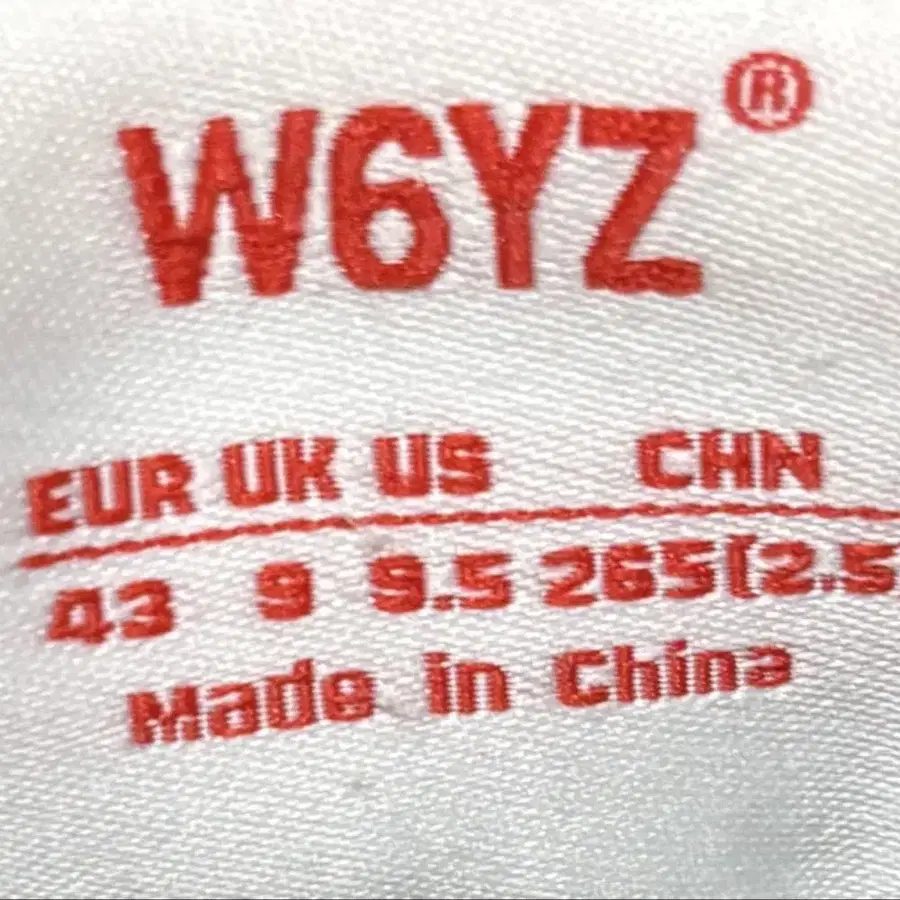 W6YZ®
EUR UK US CHN
43 9 9.5 265(2.5
Made in China